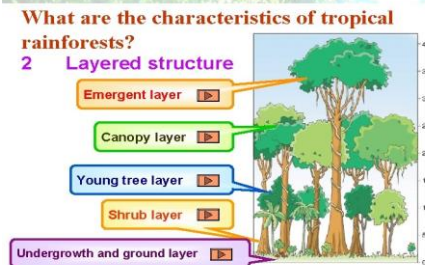 What are the characteristics of tropical
rainforests?
2 Layered structure
Emergent layer
Canopy layer
Young tree layer
Shrub layer
Undergrowth and ground layer